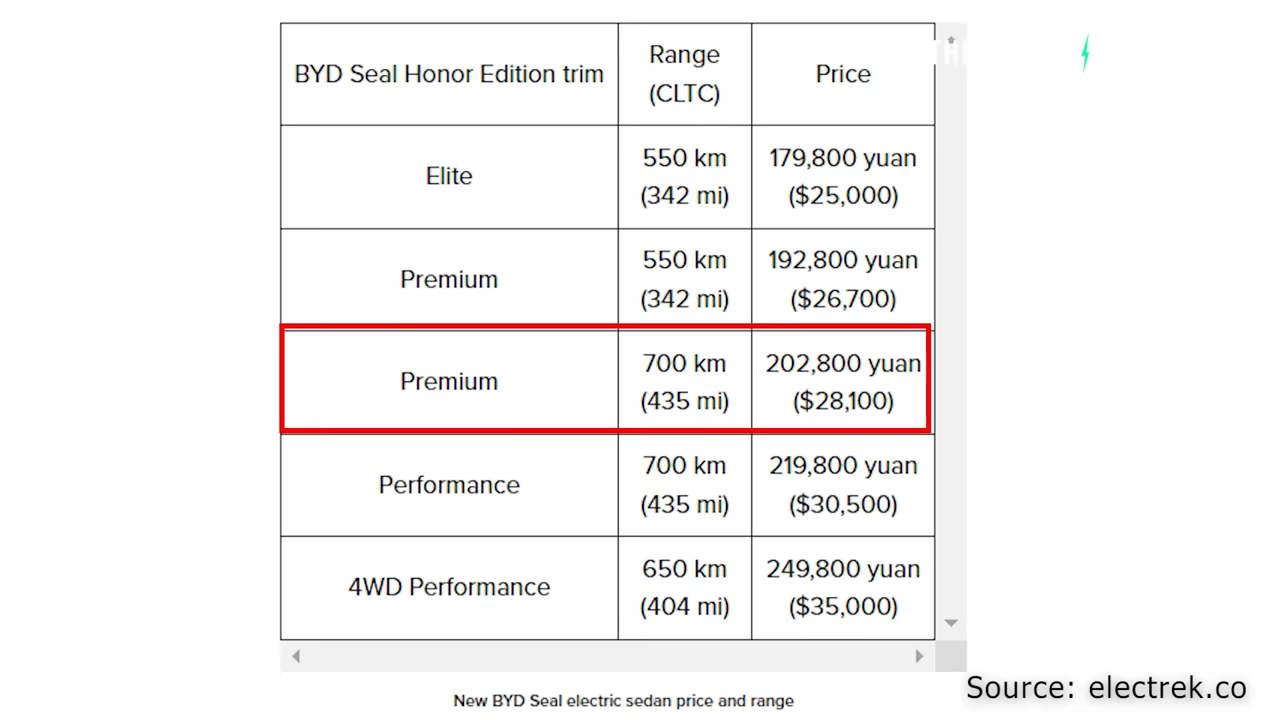 BYD Seal Honor Edition trim
Range
(CLTC)
Price
Elite
550 km
(342 mi)
179,800 yuan
($25,000)
Premium
550 km
(342 mi)
192,800 yuan
($26,700)
Premium
700 km
(435 mi)
202,800 yuan
($28,100)
Performance
700 km
(435 mi)
219,800 yuan
($30,500)
4WD Performance
650 km
(404 mi)
249,800 yuan
($35,000)
New BYD Seal electric sedan price and range
Source: electrek.co